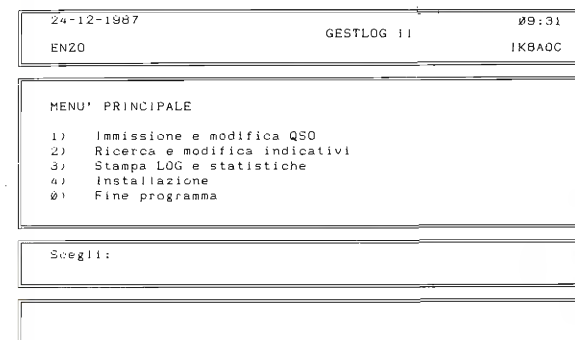 24-12-1987 09:31
GESTLOG II
ENZO IK8AOC
MENU' PRINCIPALE
1) Immissione e modifica QSO
2) Ricerca e modifica indicativi
3) Stampa LOG e statistiche
4) Installazione
0) Fine programma
Scegli: